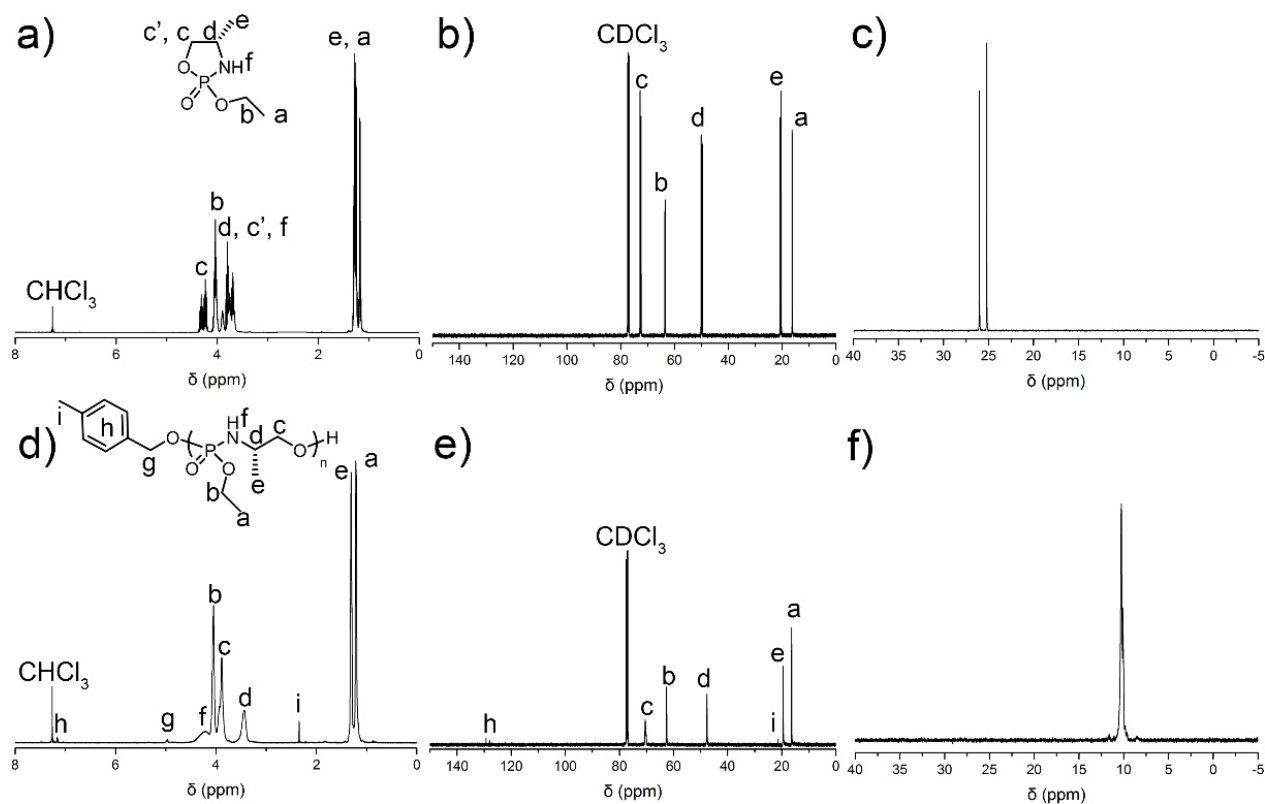 a)
c', c d e
O NH f
P
O O
b a
e, a
b
c
d, c', f
CHCl3
8 6 4 2 0
δ (ppm)
b)
CDCl3
c
b
d
e
a
140 120 100 80 60 40 20 0
δ (ppm)
c)
40 35 30 25 20 15 10 5 0 -5
δ (ppm)
d)
i h g
O ( P H N f d c O ) n H
O O e
b a
e a
b
c
d
f
g
h
i
CHCl3
8 6 4 2 0
δ (ppm)
e)
CDCl3
h
c
b
d
i
e
a
140 120 100 80 60 40 20 0
δ (ppm)
f)
40 35 30 25 20 15 10 5 0 -5
δ (ppm)